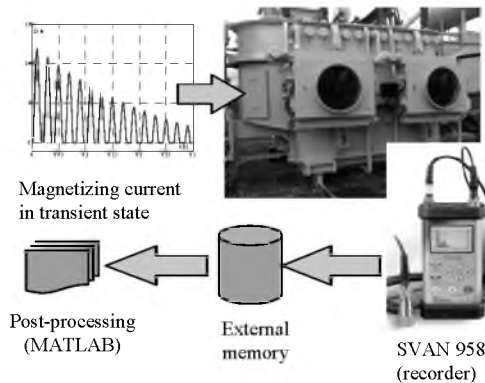 Magnetizing current
in transient state
Post-processing
(MATLAB)
External
memory
SVAN 958
(recorder)